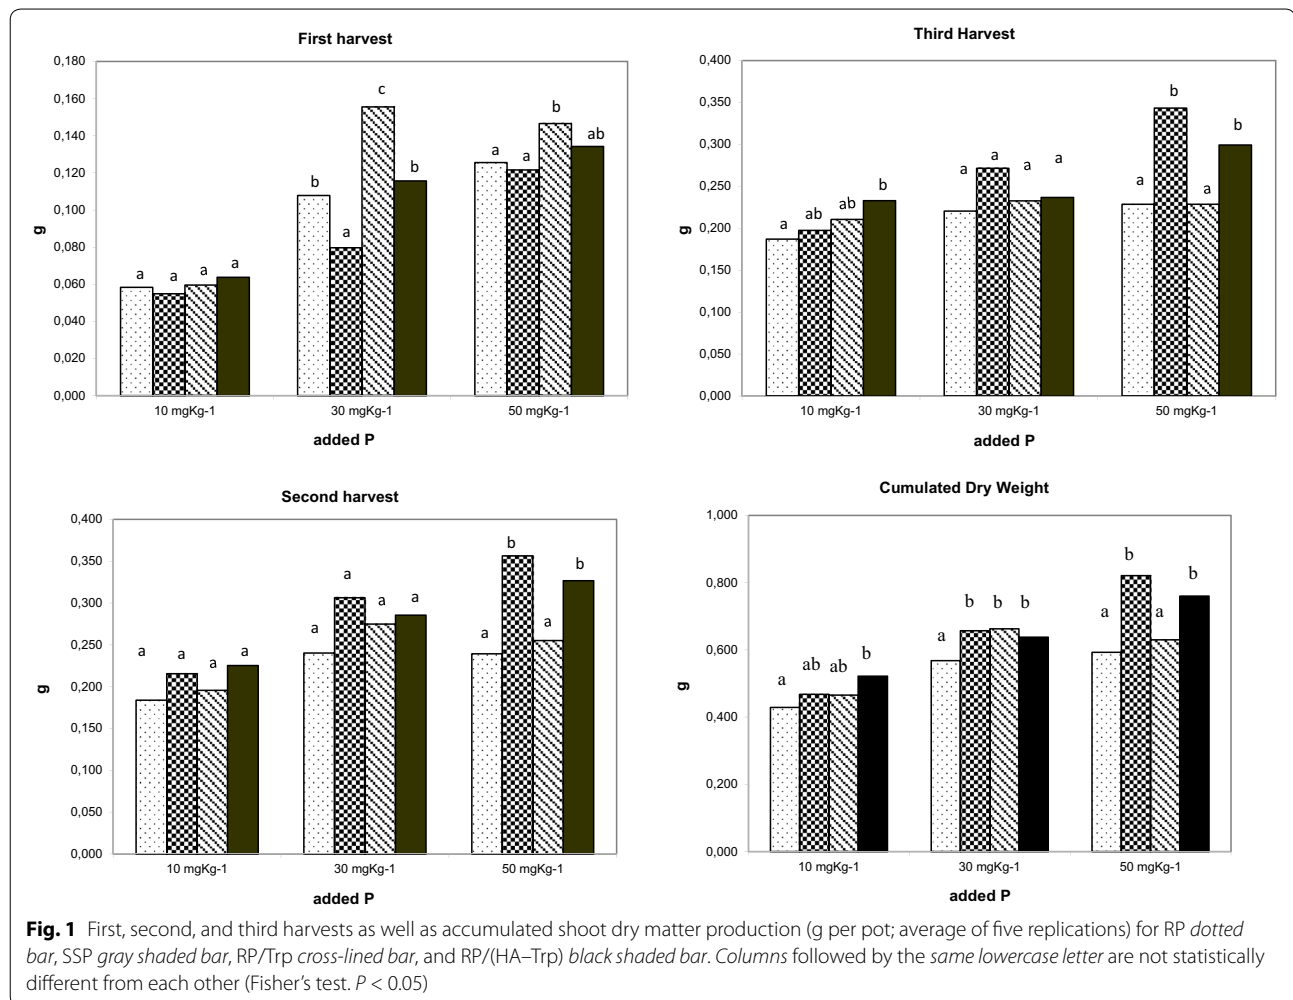 First harvest
0,180
0,160
0,140
0,120
0,100
0,080
0,060
0,040
0,020
0,000
g
a a a a
b a c b
a a b ab
10 mgKg-1 30 mgKg-1 50 mgKg-1
added P
Third Harvest
0,400
0,350
0,300
0,250
0,200
0,150
0,100
0,050
0,000
g
a ab ab b
a a a a
a b a b
10 mgKg-1 30 mgKg-1 50 mgKg-1
added P
Second harvest
0,400
0,350
0,300
0,250
0,200
0,150
0,100
0,050
0,000
g
a a a a
a a a a
a b a b
10 mgKg-1 30 mgKg-1 50 mgKg-1
added P
Cumulated Dry Weight
1,000
0,800
0,600
0,400
0,200
0,000
g
a ab ab b
a b b b
a b a b
10 mgKg-1 30 mgKg-1 50 mgKg-1
added P
Fig. 1 First, second, and third harvests as well as accumulated shoot dry matter production (g per pot; average of five replications) for RP dotted
bar, SSP gray shaded bar, RP/Trp cross-lined bar, and RP/(HA–Trp) black shaded bar. Columns followed by the same lowercase letter are not statistically
different from each other (Fisher's test. P < 0.05)